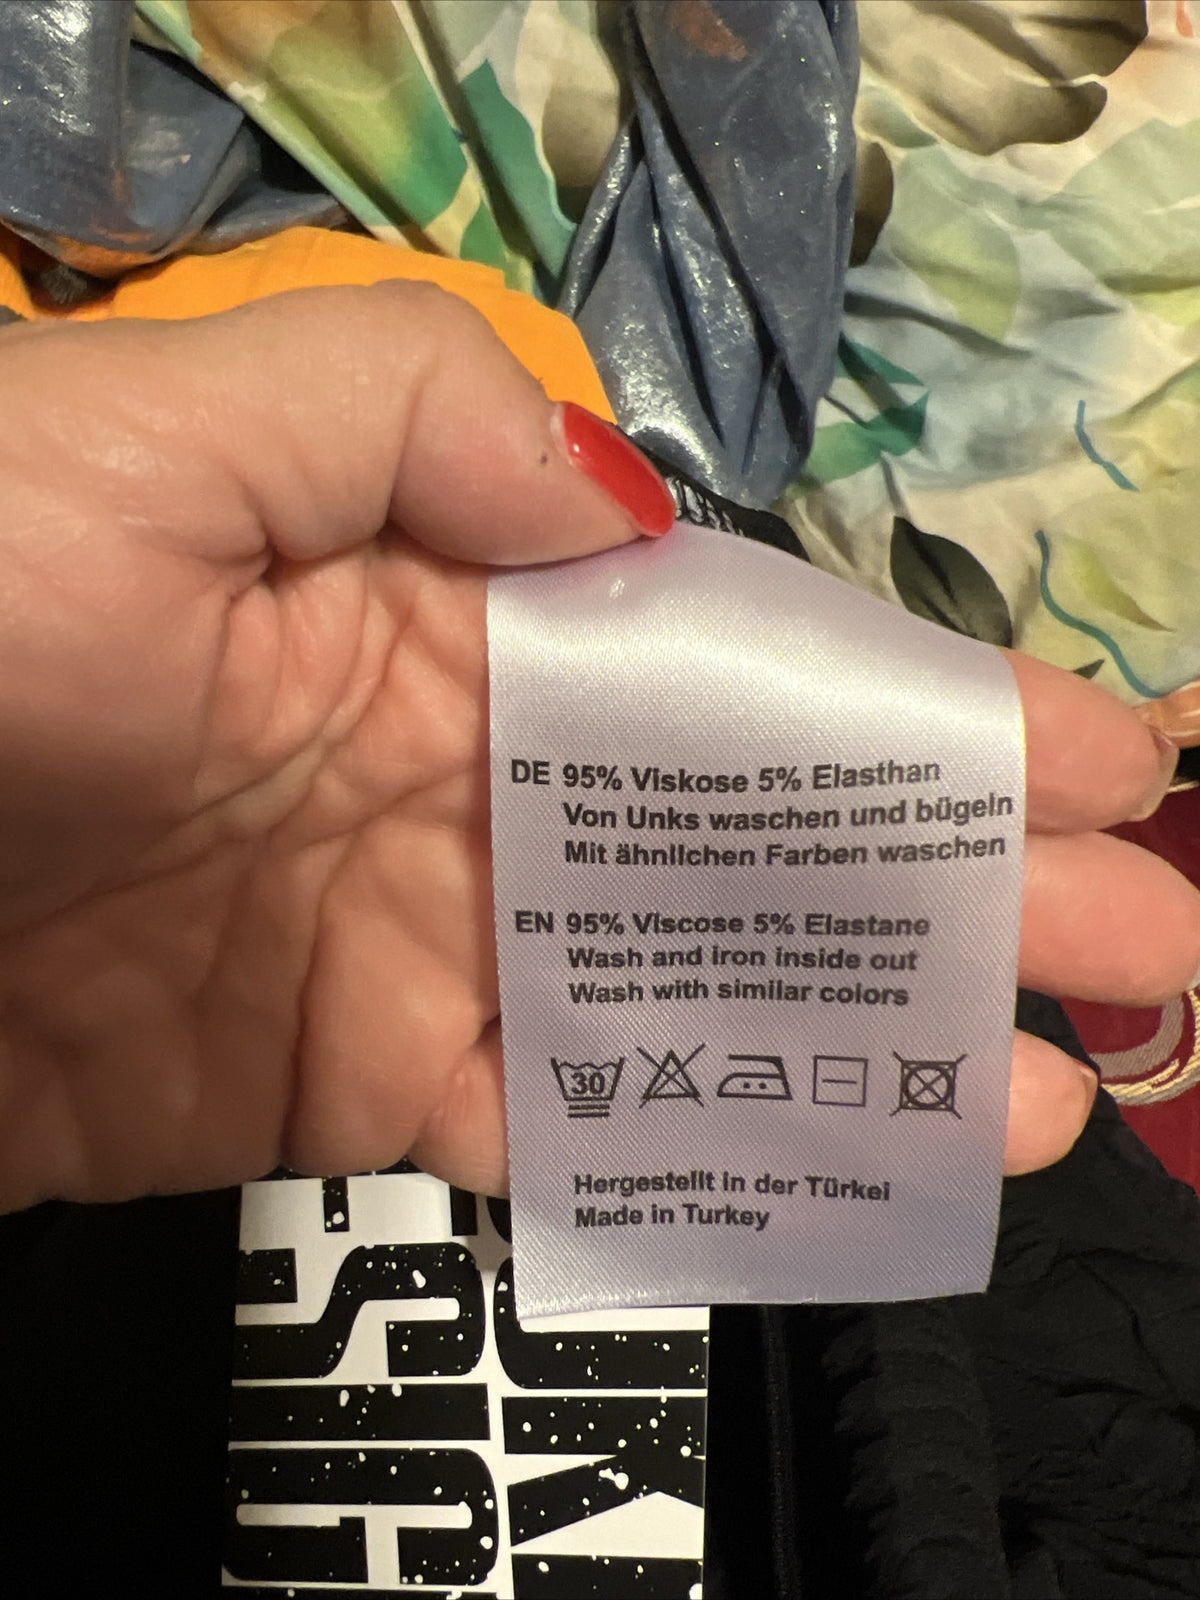 DE 95% Viskose 5% Elasthan
Von Unks waschen und bügeln
Mit ähnlichen Farben waschen
EN 95% Viscose 5% Elastane
Wash and iron inside out
Wash with similar colors
30
Hergestellt in der Türkei
Made in Turkey